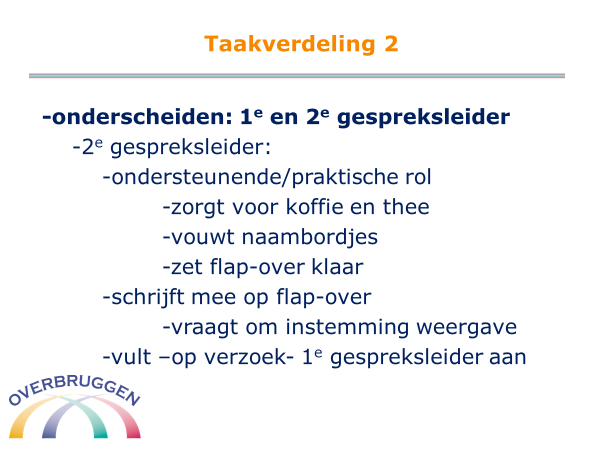 Taakverdeling 2
-onderscheiden: 1e en 2e gespreksleider
-2e gespreksleider:
-ondersteunende/praktische rol
-zorgt voor koffie en thee
-vouwt naambordjes
-zet flap-over klaar
-schrijft mee op flap-over
-vraagt om instemming weergave
-vult –op verzoek- 1e gespreksleider aan
OVERBRUGGEN